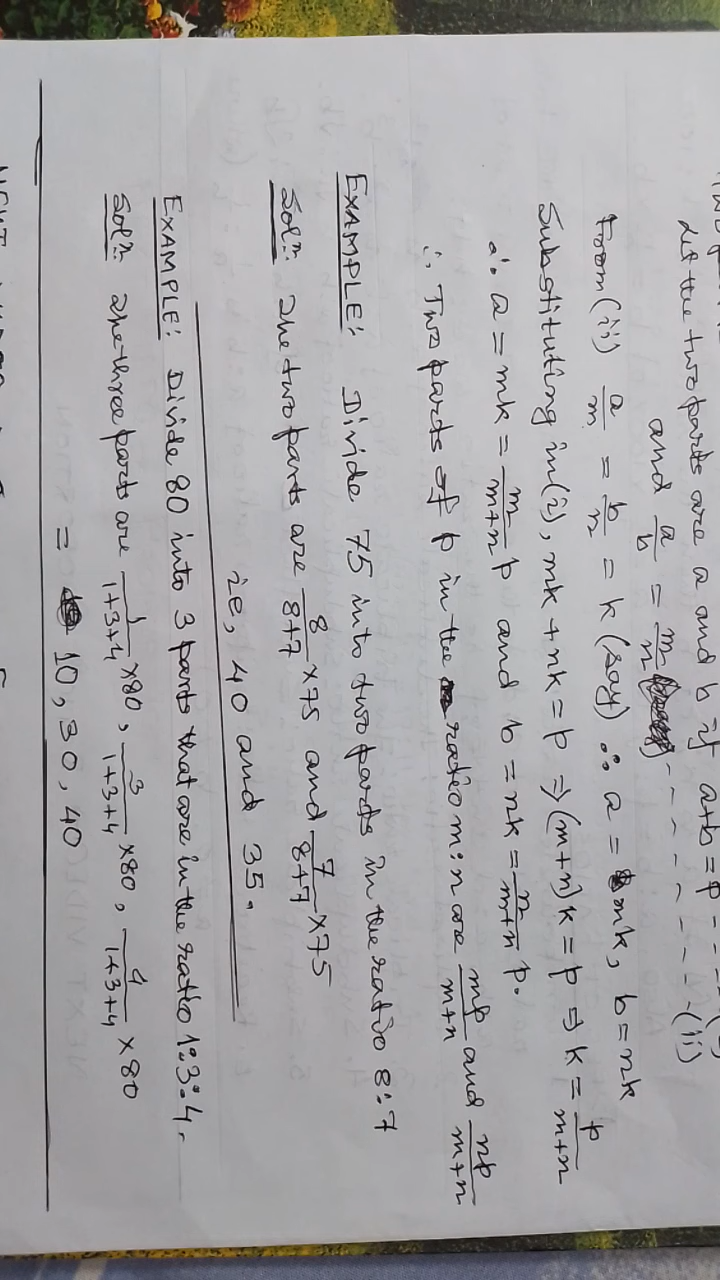 let the two parts are a and b if a+b = p - - -
and a/b = m/n - - - - - - - (ii)
From (ii) a/m = b/n = k (say) ∴ a = mk, b = nk
Substituting in (i), mk + nk = p ⇒ (m+n) k = p ⇒ k = p/m+n
∴ a = mk = m/m+n p and b = nk = n/m+n p.
∴ Two parts of p in the ratio m:n are mp/m+n and np/m+n
EXAMPLE: Divide 75 into two parts in the ratio 8:7
Solⁿ: The two parts are 8/8+7 ×75 and 7/8+7 ×75
ie, 40 and 35.
EXAMPLE: Divide 80 into 3 parts that are in the ratio 1:3:4.
Solⁿ: The three parts are 1/1+3+4 ×80, 3/1+3+4 ×80, 4/1+3+4 ×80
= 10, 30, 40